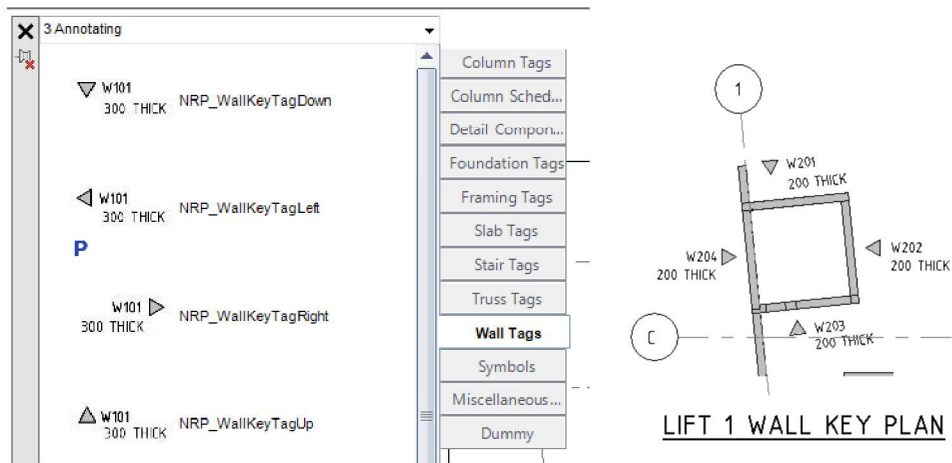 3 Annotating
W101
300 THICK
NRP_WallKeyTagDown
W101
300 THICK
NRP_WallKeyTagLeft
P
W101
300 THICK
NRP_WallKeyTagRight
W101
300 THICK
NRP_WallKeyTagUp
Column Tags
Column Sched...
Detail Compon...
Foundation Tags
Framing Tags
Slab Tags
Stair Tags
Truss Tags
Wall Tags
Symbols
Miscellaneous...
Dummy
1
W201
200 THICK
W204
200 THICK
W202
200 THICK
W203
200 THICK
C
LIFT 1 WALL KEY PLAN